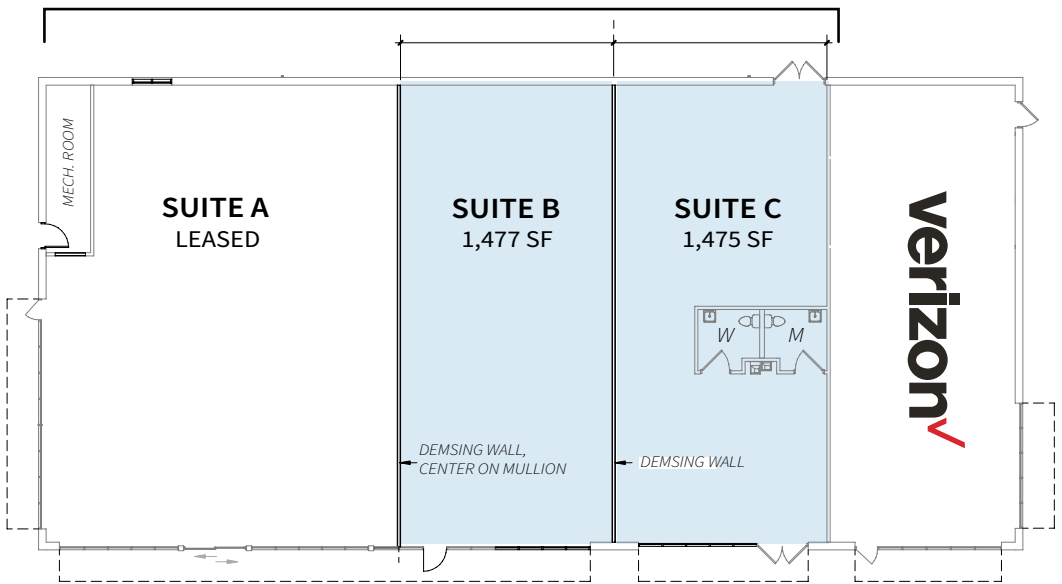 MECH. ROOM
SUITE A
LEASED
SUITE B
1,477 SF
SUITE C
1,475 SF
verizon
W
M
DEMSING WALL,
CENTER ON MULLION
DEMSING WALL